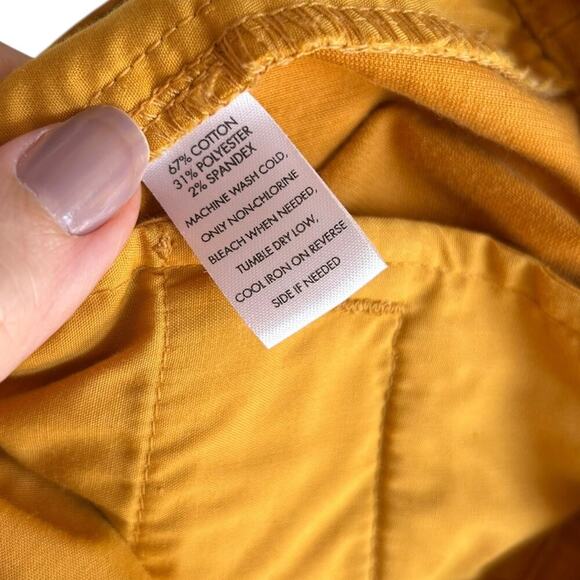 67% COTTON
31% POLYESTER
2% SPANDEX
MACHINE WASH COLD,
ONLY NON-CHLORINE
BLEACH WHEN NEEDED,
TUMBLE DRY LOW,
COOL IRON ON REVERSE
SIDE IF NEEDED